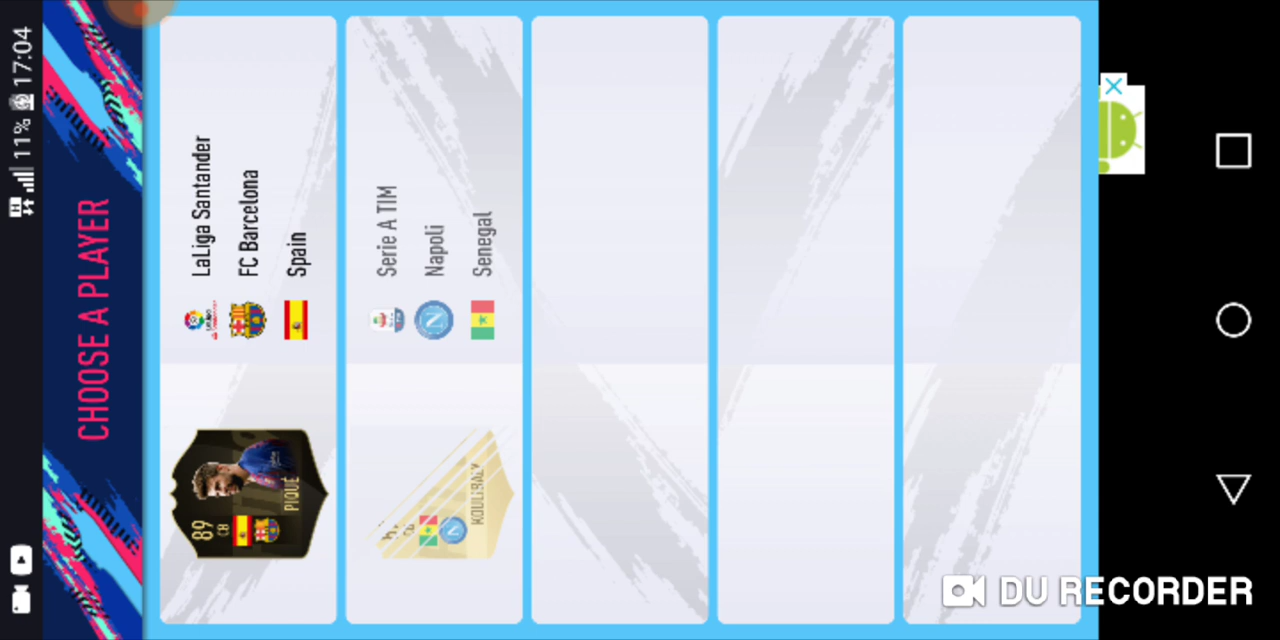 11% 17:04
CHOOSE A PLAYER
LaLiga Santander
FC Barcelona
Spain
89
CB
PIQUÉ
Serie A TIM
Napoli
Senegal
KOULIBALY
DU RECORDER